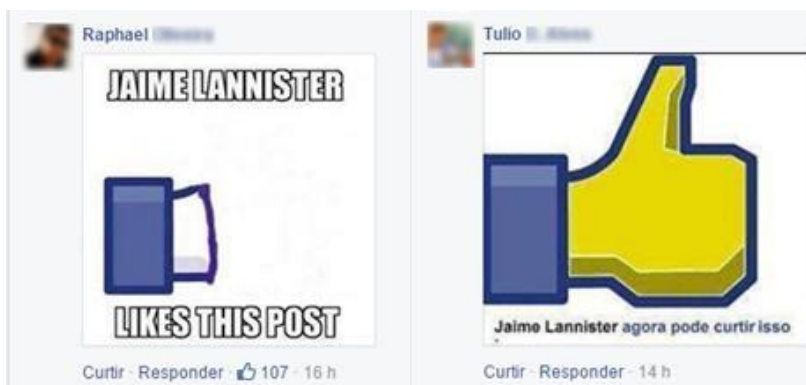 Raphael
JAIME LANNISTER
LIKES THIS POST
Curtir · Responder · 107 · 16 h
Tulio
Jaime Lannister agora pode curtir isso
Curtir · Responder · 14 h